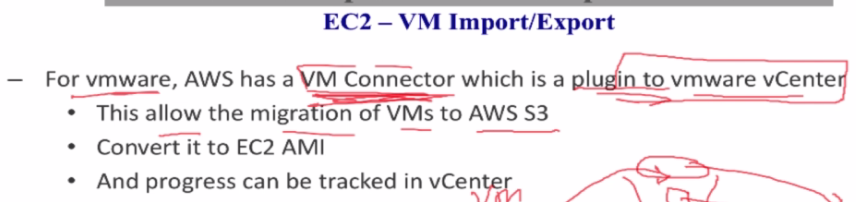 EC2 – VM Import/Export
– For vmware, AWS has a VM Connector which is a plugin to vmware vCenter
• This allow the migration of VMs to AWS S3
• Convert it to EC2 AMI
• And progress can be tracked in vCenter